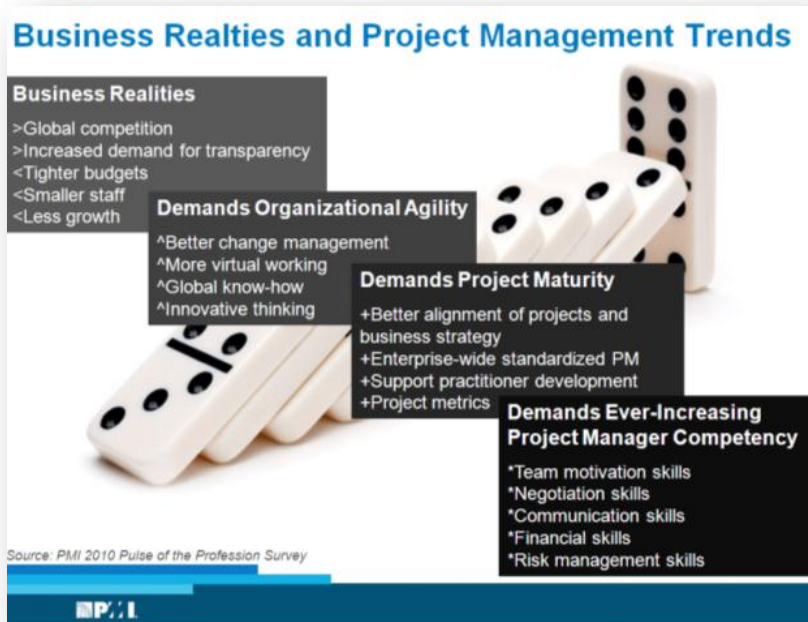 Business Realties and Project Management Trends
Business Realities
>Global competition
>Increased demand for transparency
<Tighter budgets
<Smaller staff
<Less growth
Demands Organizational Agility
^Better change management
^More virtual working
^Global know-how
^Innovative thinking
Demands Project Maturity
+Better alignment of projects and
business strategy
+Enterprise-wide standardized PM
+Support practitioner development
+Project metrics
Demands Ever-Increasing
Project Manager Competency
*Team motivation skills
*Negotiation skills
*Communication skills
*Financial skills
*Risk management skills
Source: PMI 2010 Pulse of the Profession Survey
PMI